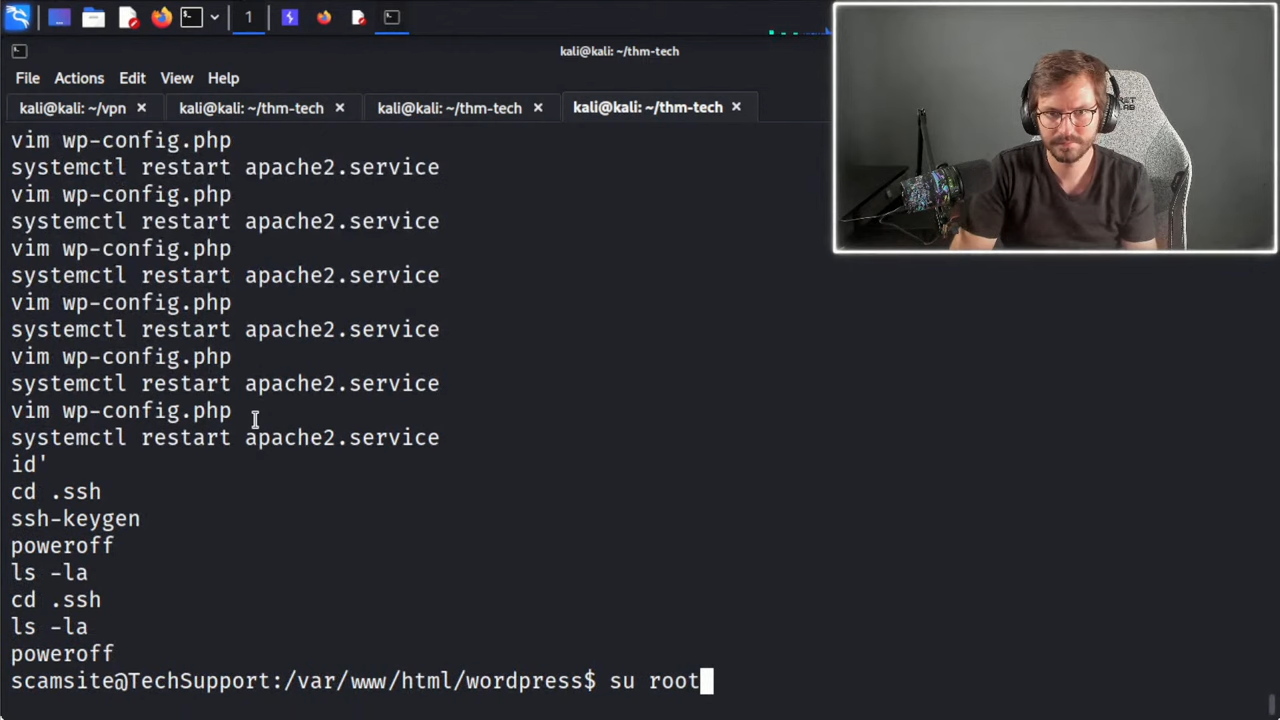 1
kali@kali: ~/thm-tech
File Actions Edit View Help
kali@kali: ~/vpn kali@kali: ~/thm-tech kali@kali: ~/thm-tech kali@kali: ~/thm-tech
vim wp-config.php
systemctl restart apache2.service
vim wp-config.php
systemctl restart apache2.service
vim wp-config.php
systemctl restart apache2.service
vim wp-config.php
systemctl restart apache2.service
vim wp-config.php
systemctl restart apache2.service
vim wp-config.php
systemctl restart apache2.service
id'
cd .ssh
ssh-keygen
poweroff
ls -la
cd .ssh
ls -la
poweroff
scamsite@TechSupport:/var/www/html/wordpress$ su root